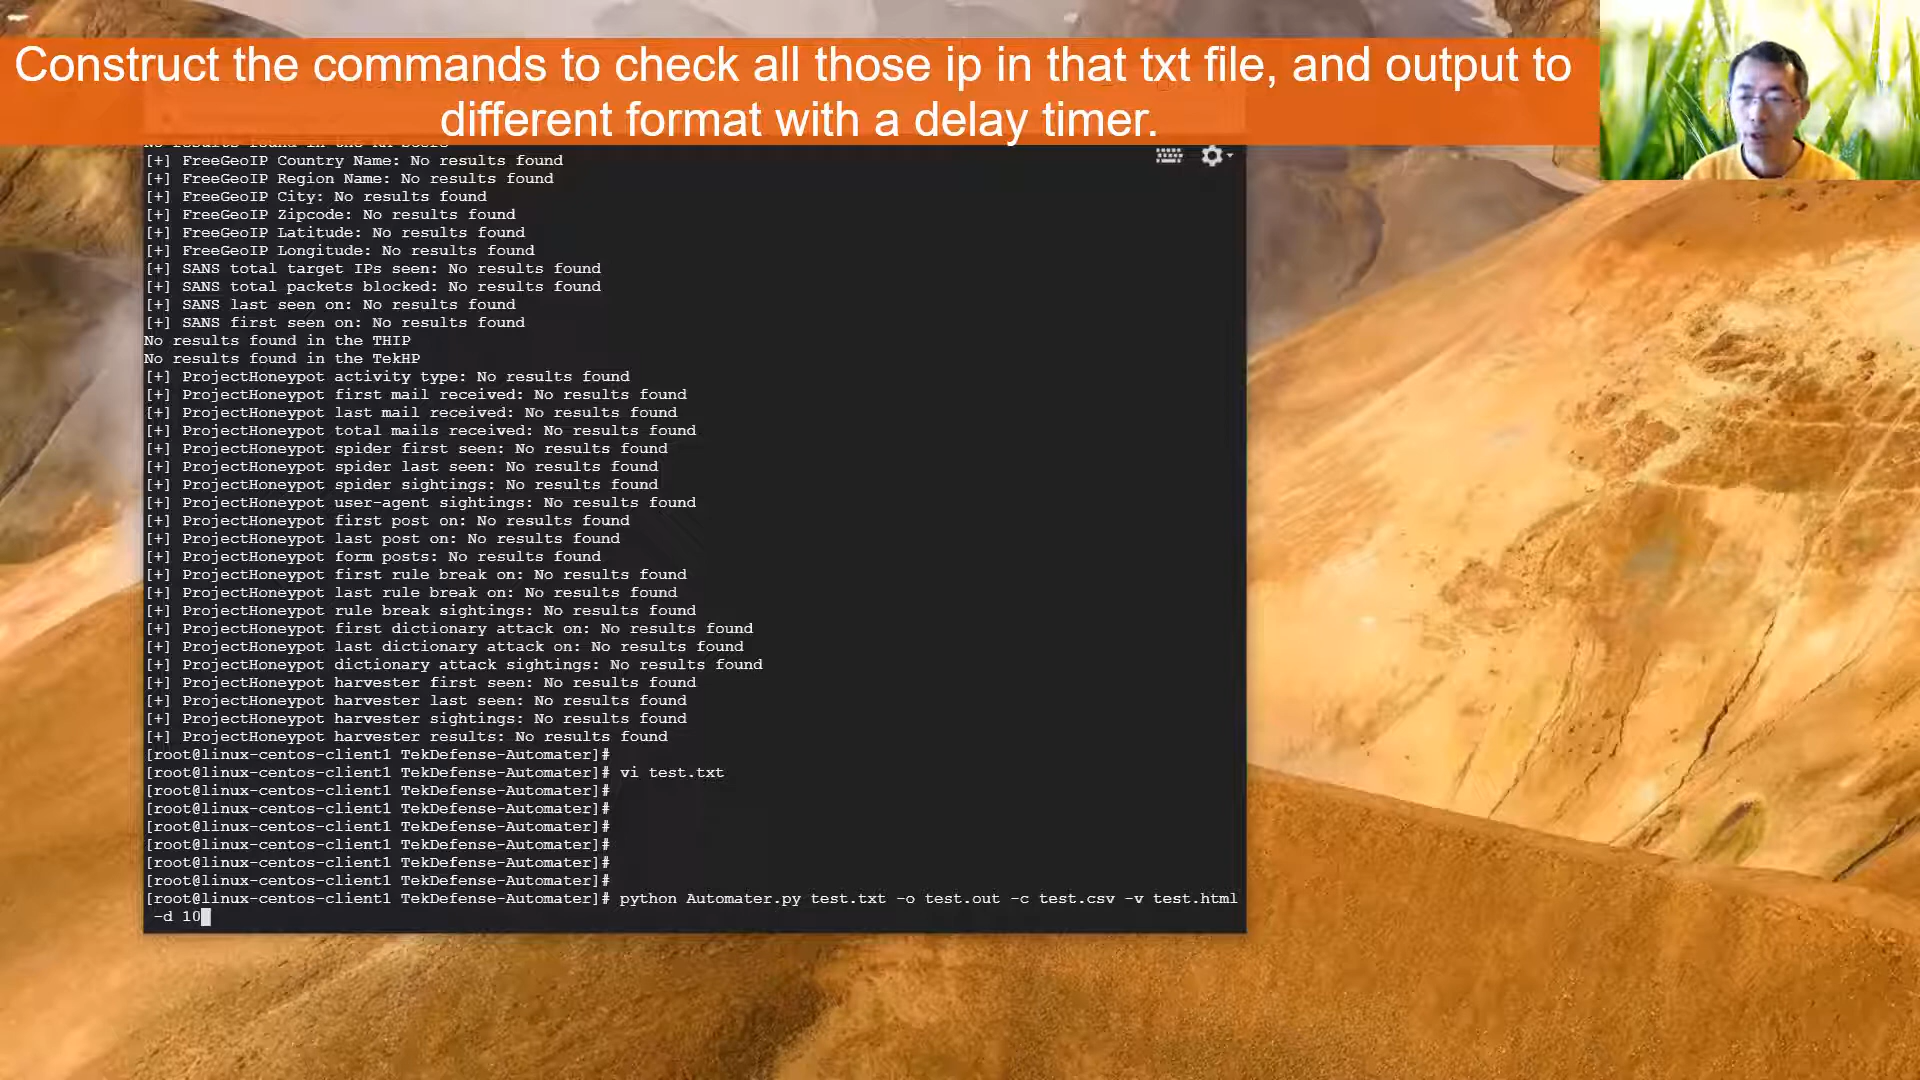 Construct the commands to check all those ip in that txt file, and output to
different format with a delay timer.
[+] FreeGeoIP Country Name: No results found
[+] FreeGeoIP Region Name: No results found
[+] FreeGeoIP City: No results found
[+] FreeGeoIP Zipcode: No results found
[+] FreeGeoIP Latitude: No results found
[+] FreeGeoIP Longitude: No results found
[+] SANS total target IPs seen: No results found
[+] SANS total packets blocked: No results found
[+] SANS last seen on: No results found
[+] SANS first seen on: No results found
No results found in the THIP
No results found in the TekHP
[+] ProjectHoneypot activity type: No results found
[+] ProjectHoneypot first mail received: No results found
[+] ProjectHoneypot last mail received: No results found
[+] ProjectHoneypot total mails received: No results found
[+] ProjectHoneypot spider first seen: No results found
[+] ProjectHoneypot spider last seen: No results found
[+] ProjectHoneypot spider sightings: No results found
[+] ProjectHoneypot user-agent sightings: No results found
[+] ProjectHoneypot first post on: No results found
[+] ProjectHoneypot last post on: No results found
[+] ProjectHoneypot form posts: No results found
[+] ProjectHoneypot first rule break on: No results found
[+] ProjectHoneypot last rule break on: No results found
[+] ProjectHoneypot rule break sightings: No results found
[+] ProjectHoneypot first dictionary attack on: No results found
[+] ProjectHoneypot last dictionary attack on: No results found
[+] ProjectHoneypot dictionary attack sightings: No results found
[+] ProjectHoneypot harvester first seen: No results found
[+] ProjectHoneypot harvester last seen: No results found
[+] ProjectHoneypot harvester sightings: No results found
[+] ProjectHoneypot harvester results: No results found
[root@linux-centos-client1 TekDefense-Automater]#
[root@linux-centos-client1 TekDefense-Automater]# vi test.txt
[root@linux-centos-client1 TekDefense-Automater]#
[root@linux-centos-client1 TekDefense-Automater]#
[root@linux-centos-client1 TekDefense-Automater]#
[root@linux-centos-client1 TekDefense-Automater]#
[root@linux-centos-client1 TekDefense-Automater]#
[root@linux-centos-client1 TekDefense-Automater]#
[root@linux-centos-client1 TekDefense-Automater]# python Automater.py test.txt -o test.out -c test.csv -v test.html
-d 10